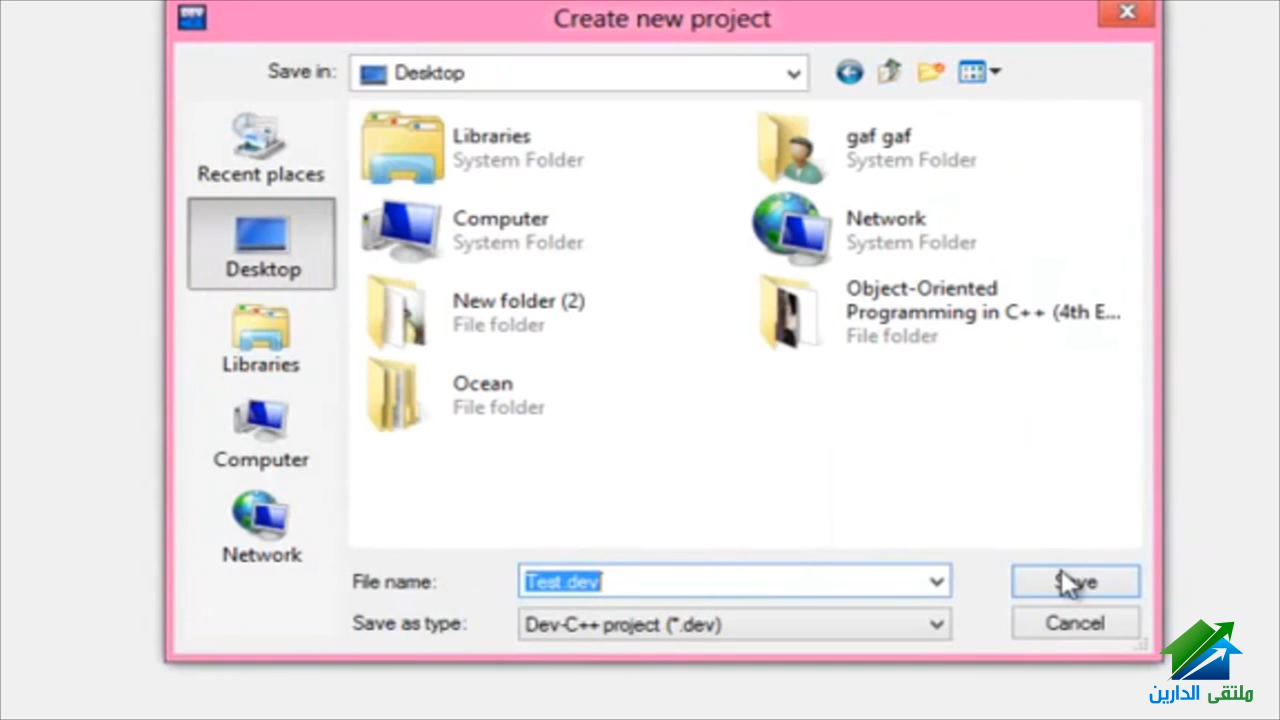 Create new project
Save in:
Desktop
Recent places
Desktop
Libraries
Computer
Network
Libraries
System Folder
gaf gaf
System Folder
Computer
System Folder
Network
System Folder
New folder (2)
File folder
Object-Oriented
Programming in C++ (4th E...
File folder
Ocean
File folder
File name:
Test.dev
Save
Save as type:
Dev-C++ project (*.dev)
Cancel
ملتقى الدارين